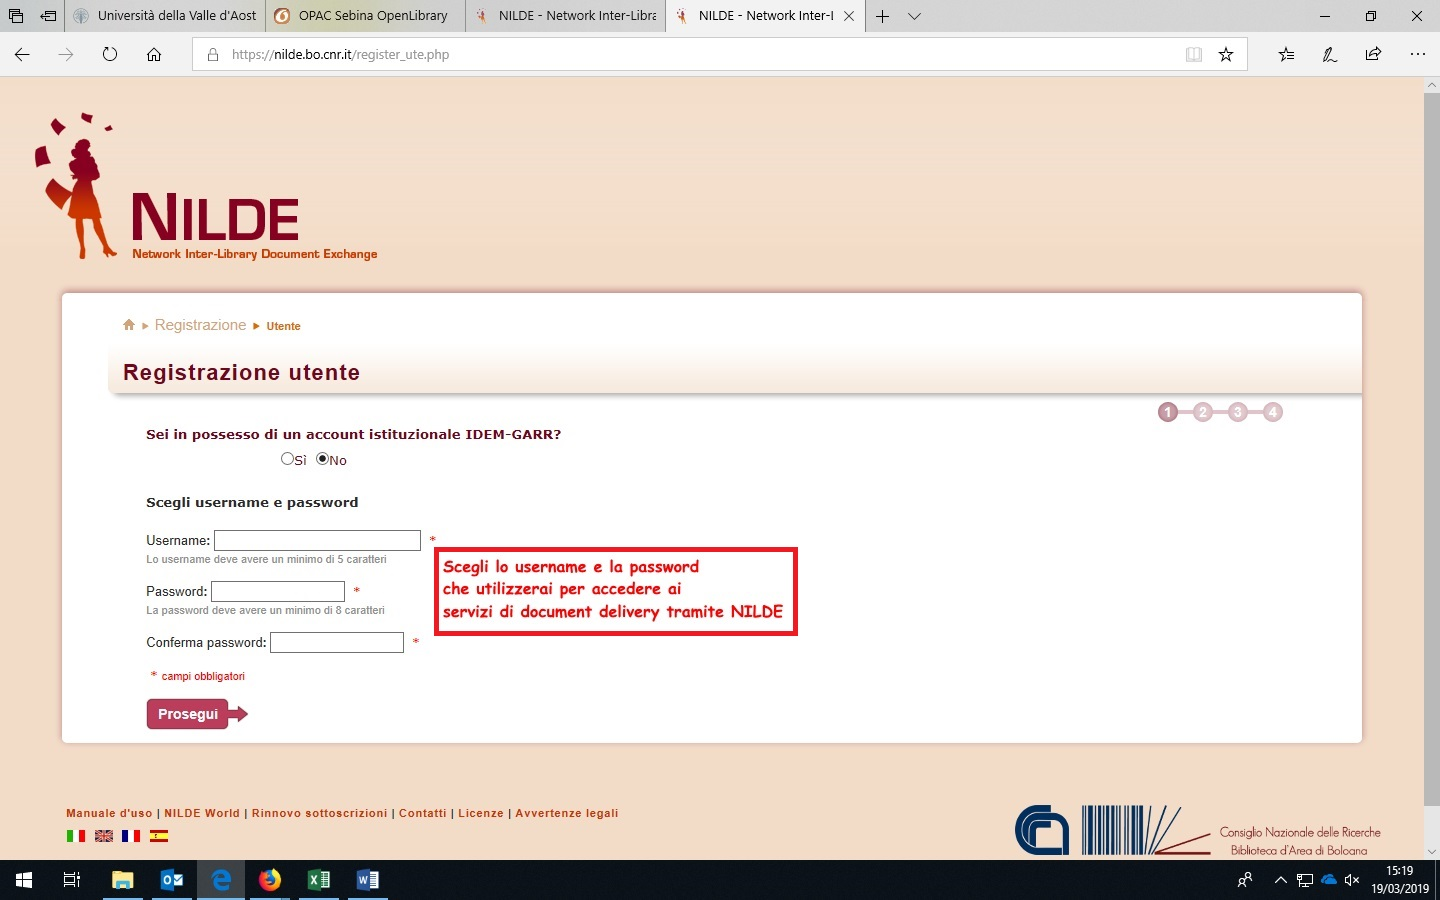 Università della Valle d'Aost
OPAC Sebina OpenLibrary
NILDE - Network Inter-Libra
NILDE - Network Inter-L
https://nilde.bo.cnr.it/register_ute.php
NILDE
Network Inter-Library Document Exchange
Registrazione Utente
Registrazione utente
1 2 3 4
Sei in possesso di un account istituzionale IDEM-GARR?
Sì No
Scegli username e password
Username: *
Lo username deve avere un minimo di 5 caratteri
Scegli lo username e la password
che utilizzerai per accedere ai
servizi di document delivery tramite NILDE
Password: *
La password deve avere un minimo di 8 caratteri
Conferma password: *
* campi obbligatori
Prosegui
Manuale d'uso | NILDE World | Rinnovo sottoscrizioni | Contatti | Licenze | Avvertenze legali
Consiglio Nazionale delle Ricerche
Biblioteca d'Area di Bologna
15:19
19/03/2019